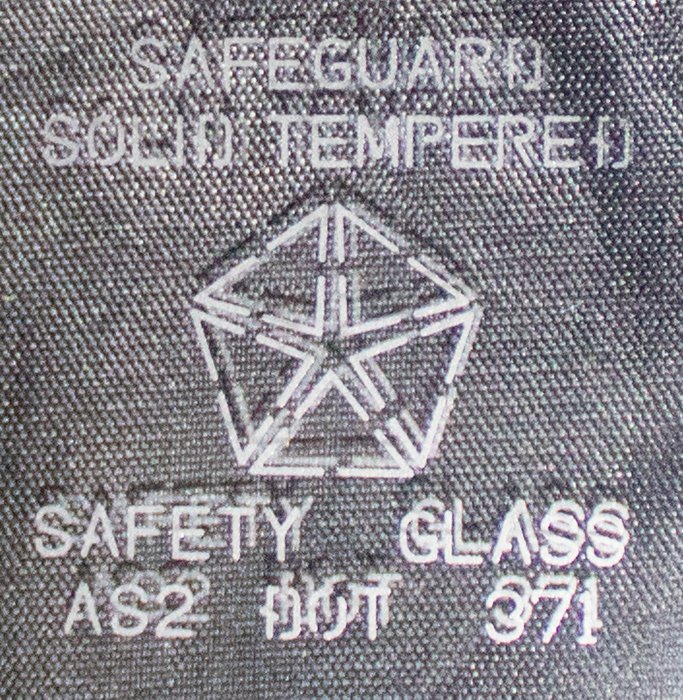 SAFEGUARD
SOLID TEMPERED
SAFETY GLASS
AS2 DOT 371